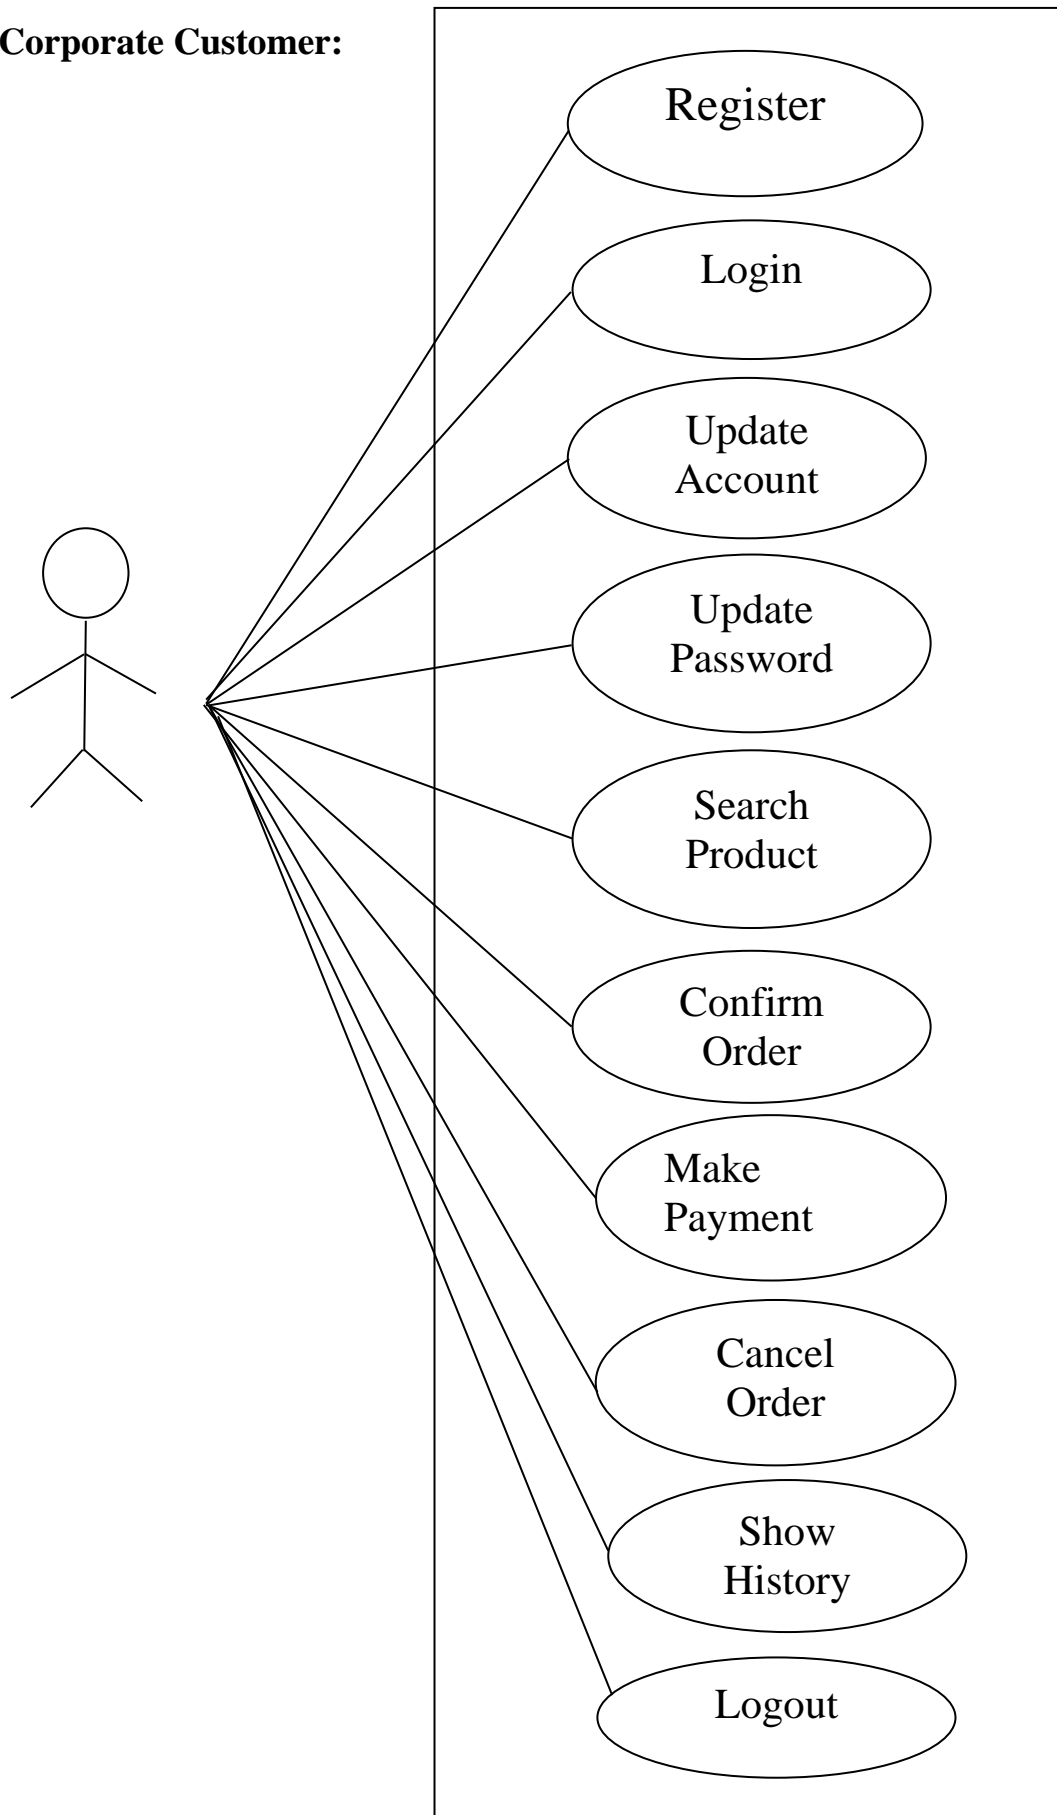 Corporate Customer:
Register
Login
Update
Account
Update
Password
Search
Product
Confirm
Order
Make
Payment
Cancel
Order
Show
History
Logout